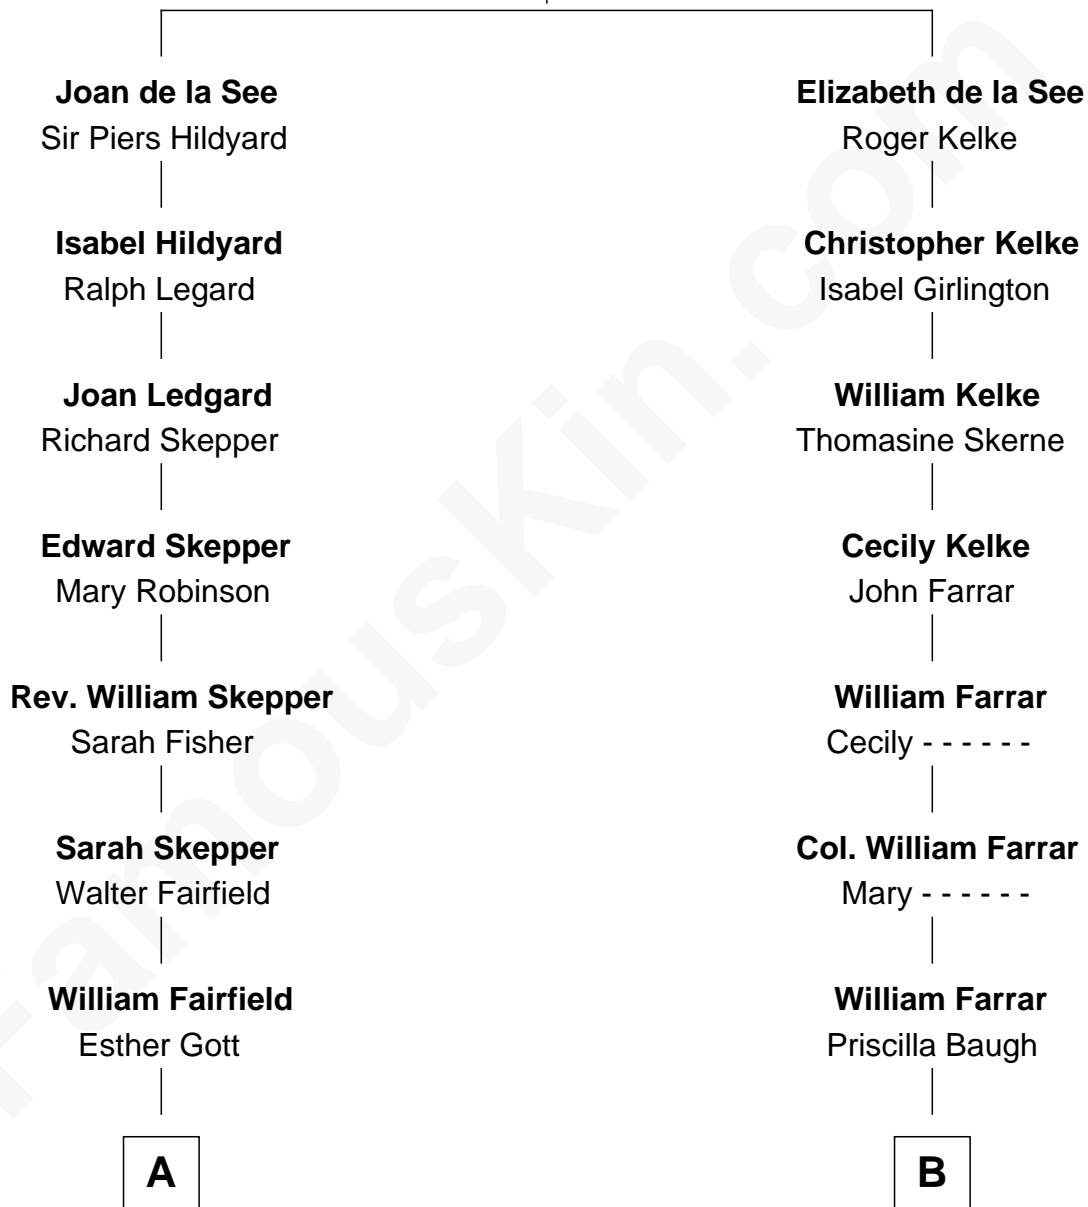 Joan de la See
Sir Piers Hildyard
Isabel Hildyard
Ralph Legard
Joan Ledgard
Richard Skepper
Edward Skepper
Mary Robinson
Rev. William Skepper
Sarah Fisher
Sarah Skepper
Walter Fairfield
William Fairfield
Esther Gott
A
Elizabeth de la See
Roger Kelke
Christopher Kelke
Isabel Girlington
William Kelke
Thomasine Skerne
Cecily Kelke
John Farrar
William Farrar
Cecily - - - - - -
Col. William Farrar
Mary - - - - - -
William Farrar
Priscilla Baugh
B
FamousKin.com